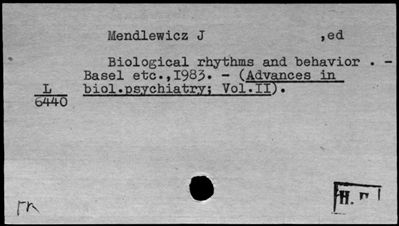 Mendlewicz J ,ed
Biological rhythms and behavior . -
Basel etc.,1983. - (Advances in
L
6440
biol.psychiatry; Vol.II).
H.